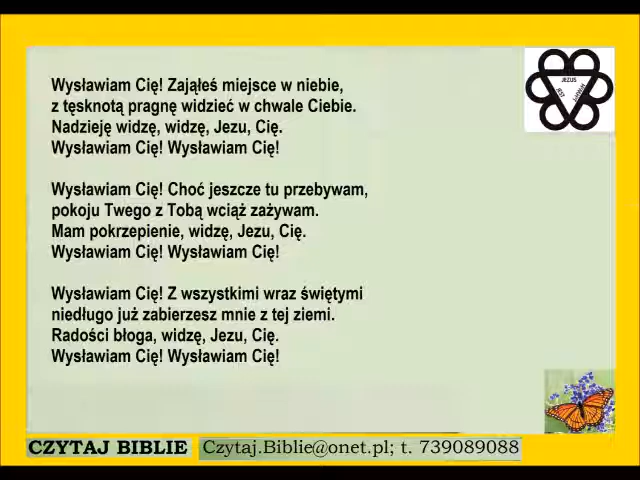 Wysławiam Cię! Zająłeś miejsce w niebie,
z tęsknotą pragnę widzieć w chwale Ciebie.
Nadzieję widzę, widzę, Jezu, Cię.
Wysławiam Cię! Wysławiam Cię!
Wysławiam Cię! Choć jeszcze tu przebywam,
pokoju Twego z Tobą wciąż zażywam.
Mam pokrzepienie, widzę, Jezu, Cię.
Wysławiam Cię! Wysławiam Cię!
Wysławiam Cię! Z wszystkimi wraz świętymi
niedługo już zabierzesz mnie z tej ziemi.
Radości błoga, widzę, Jezu, Cię.
Wysławiam Cię! Wysławiam Cię!
JEZUS
JEST
CZYTAJ BIBLIE Czytaj.Biblie@onet.pl; t. 739089088